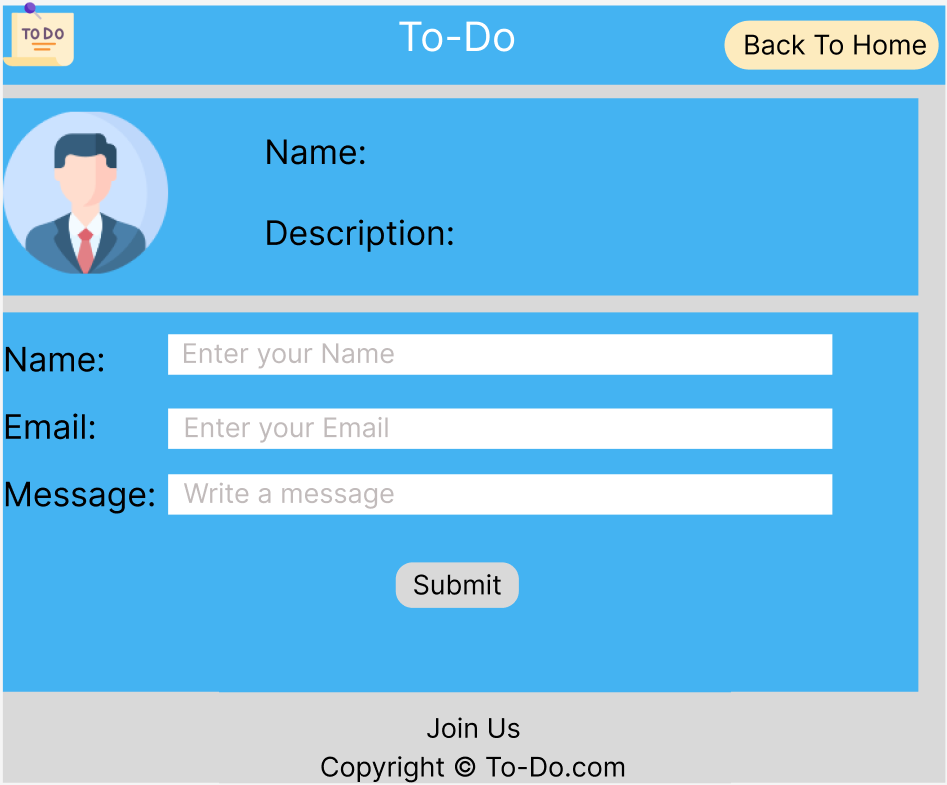 TO DO
To-Do
Back To Home
Name:
Description:
Name:
Enter your Name
Email:
Enter your Email
Message:
Write a message
Submit
Join Us
Copyright © To-Do.com